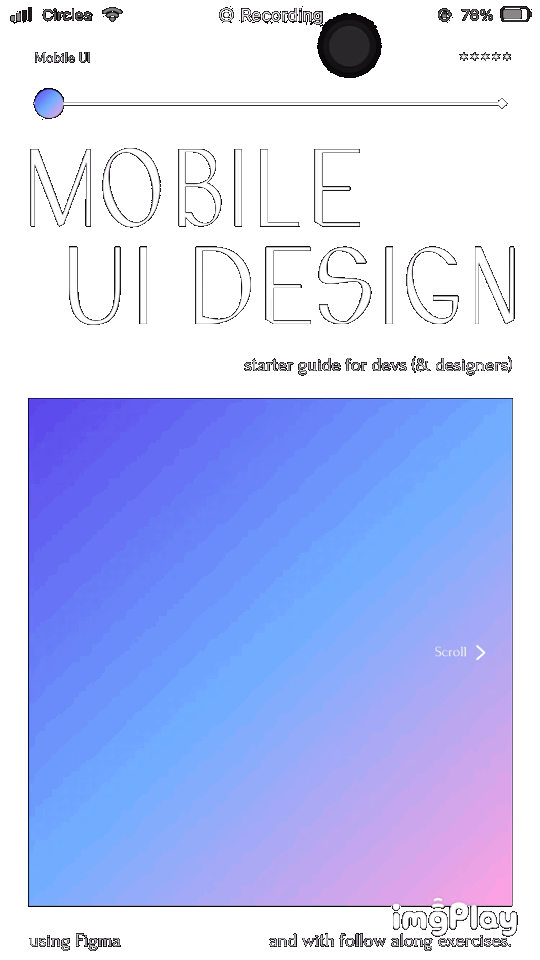 Circles @ Recording 78%
Mobile UI ☆☆☆☆☆
MOBILE
UI DESIGN
starter guide for devs (& designers)
Scroll >
imgPlay
using Figma and with follow along exercises.